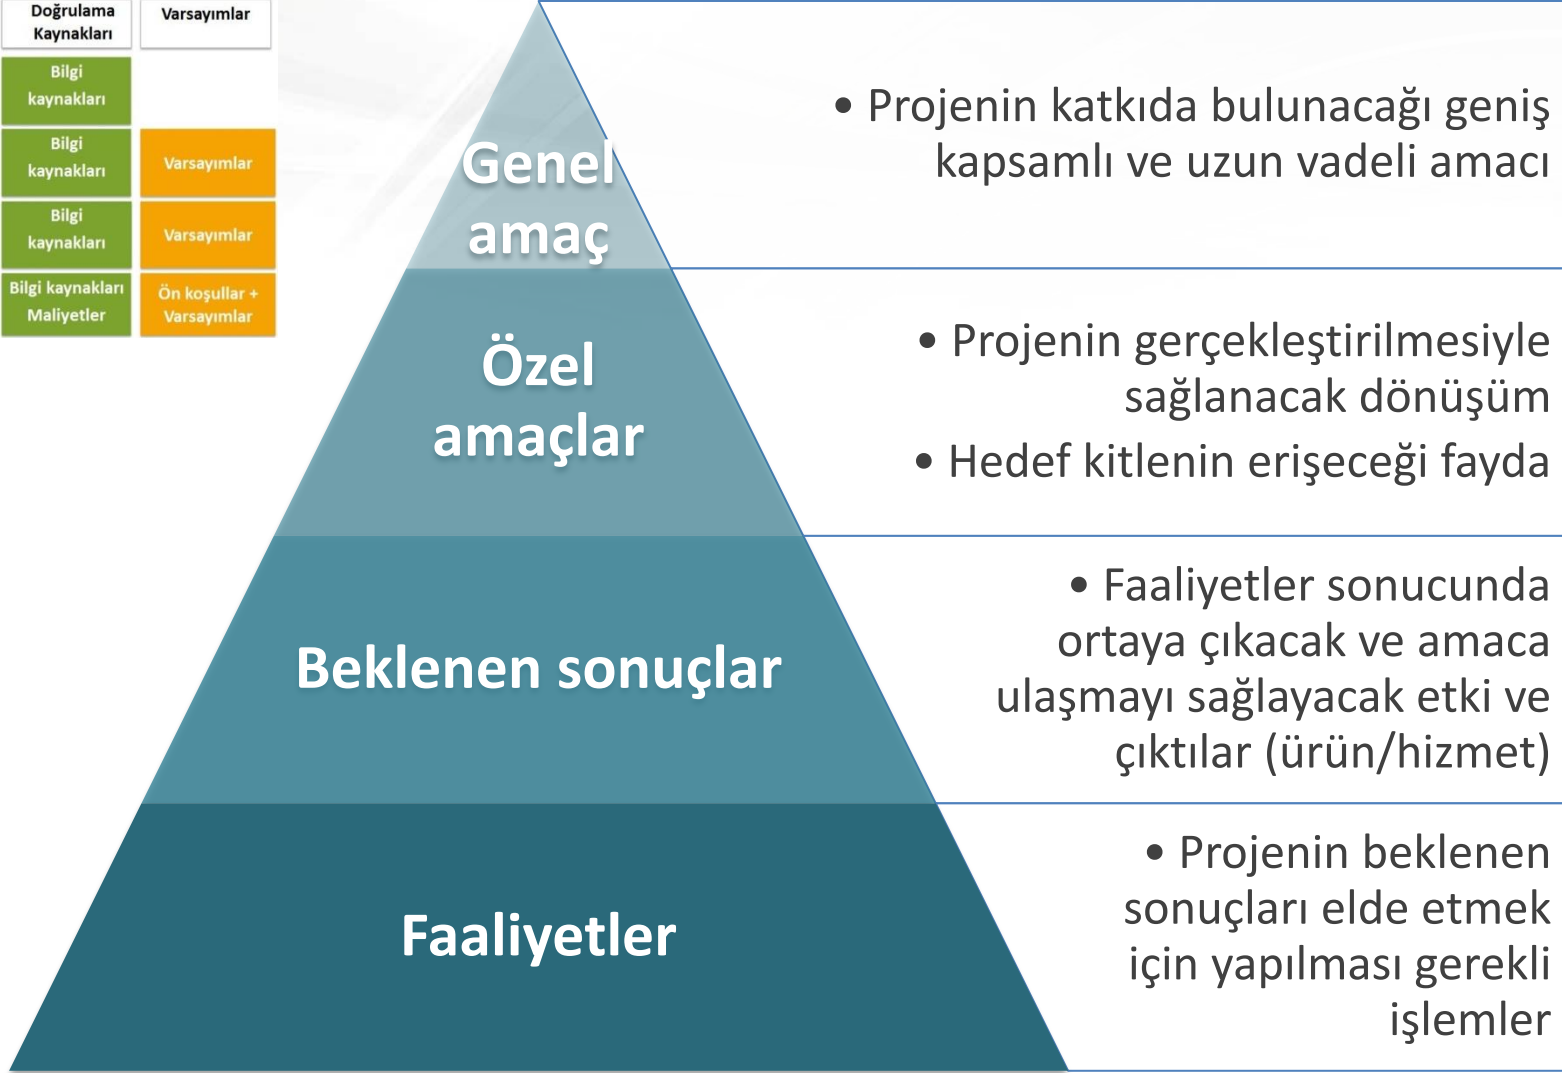 Doğrulama
Kaynakları
Varsayımlar
Bilgi
kaynakları
Bilgi
kaynakları
Varsayımlar
Bilgi
kaynakları
Varsayımlar
Bilgi kaynakları
Maliyetler
Ön koşullar +
Varsayımlar
Genel
amaç
• Projenin katkıda bulunacağı geniş
kapsamlı ve uzun vadeli amacı
Özel
amaçlar
• Projenin gerçekleştirilmesiyle
sağlanacak dönüşüm
• Hedef kitlenin erişeceği fayda
Beklenen sonuçlar
• Faaliyetler sonucunda
ortaya çıkacak ve amaca
ulaşmayı sağlayacak etki ve
çıktılar (ürün/hizmet)
Faaliyetler
• Projenin beklenen
sonuçları elde etmek
için yapılması gerekli
işlemler